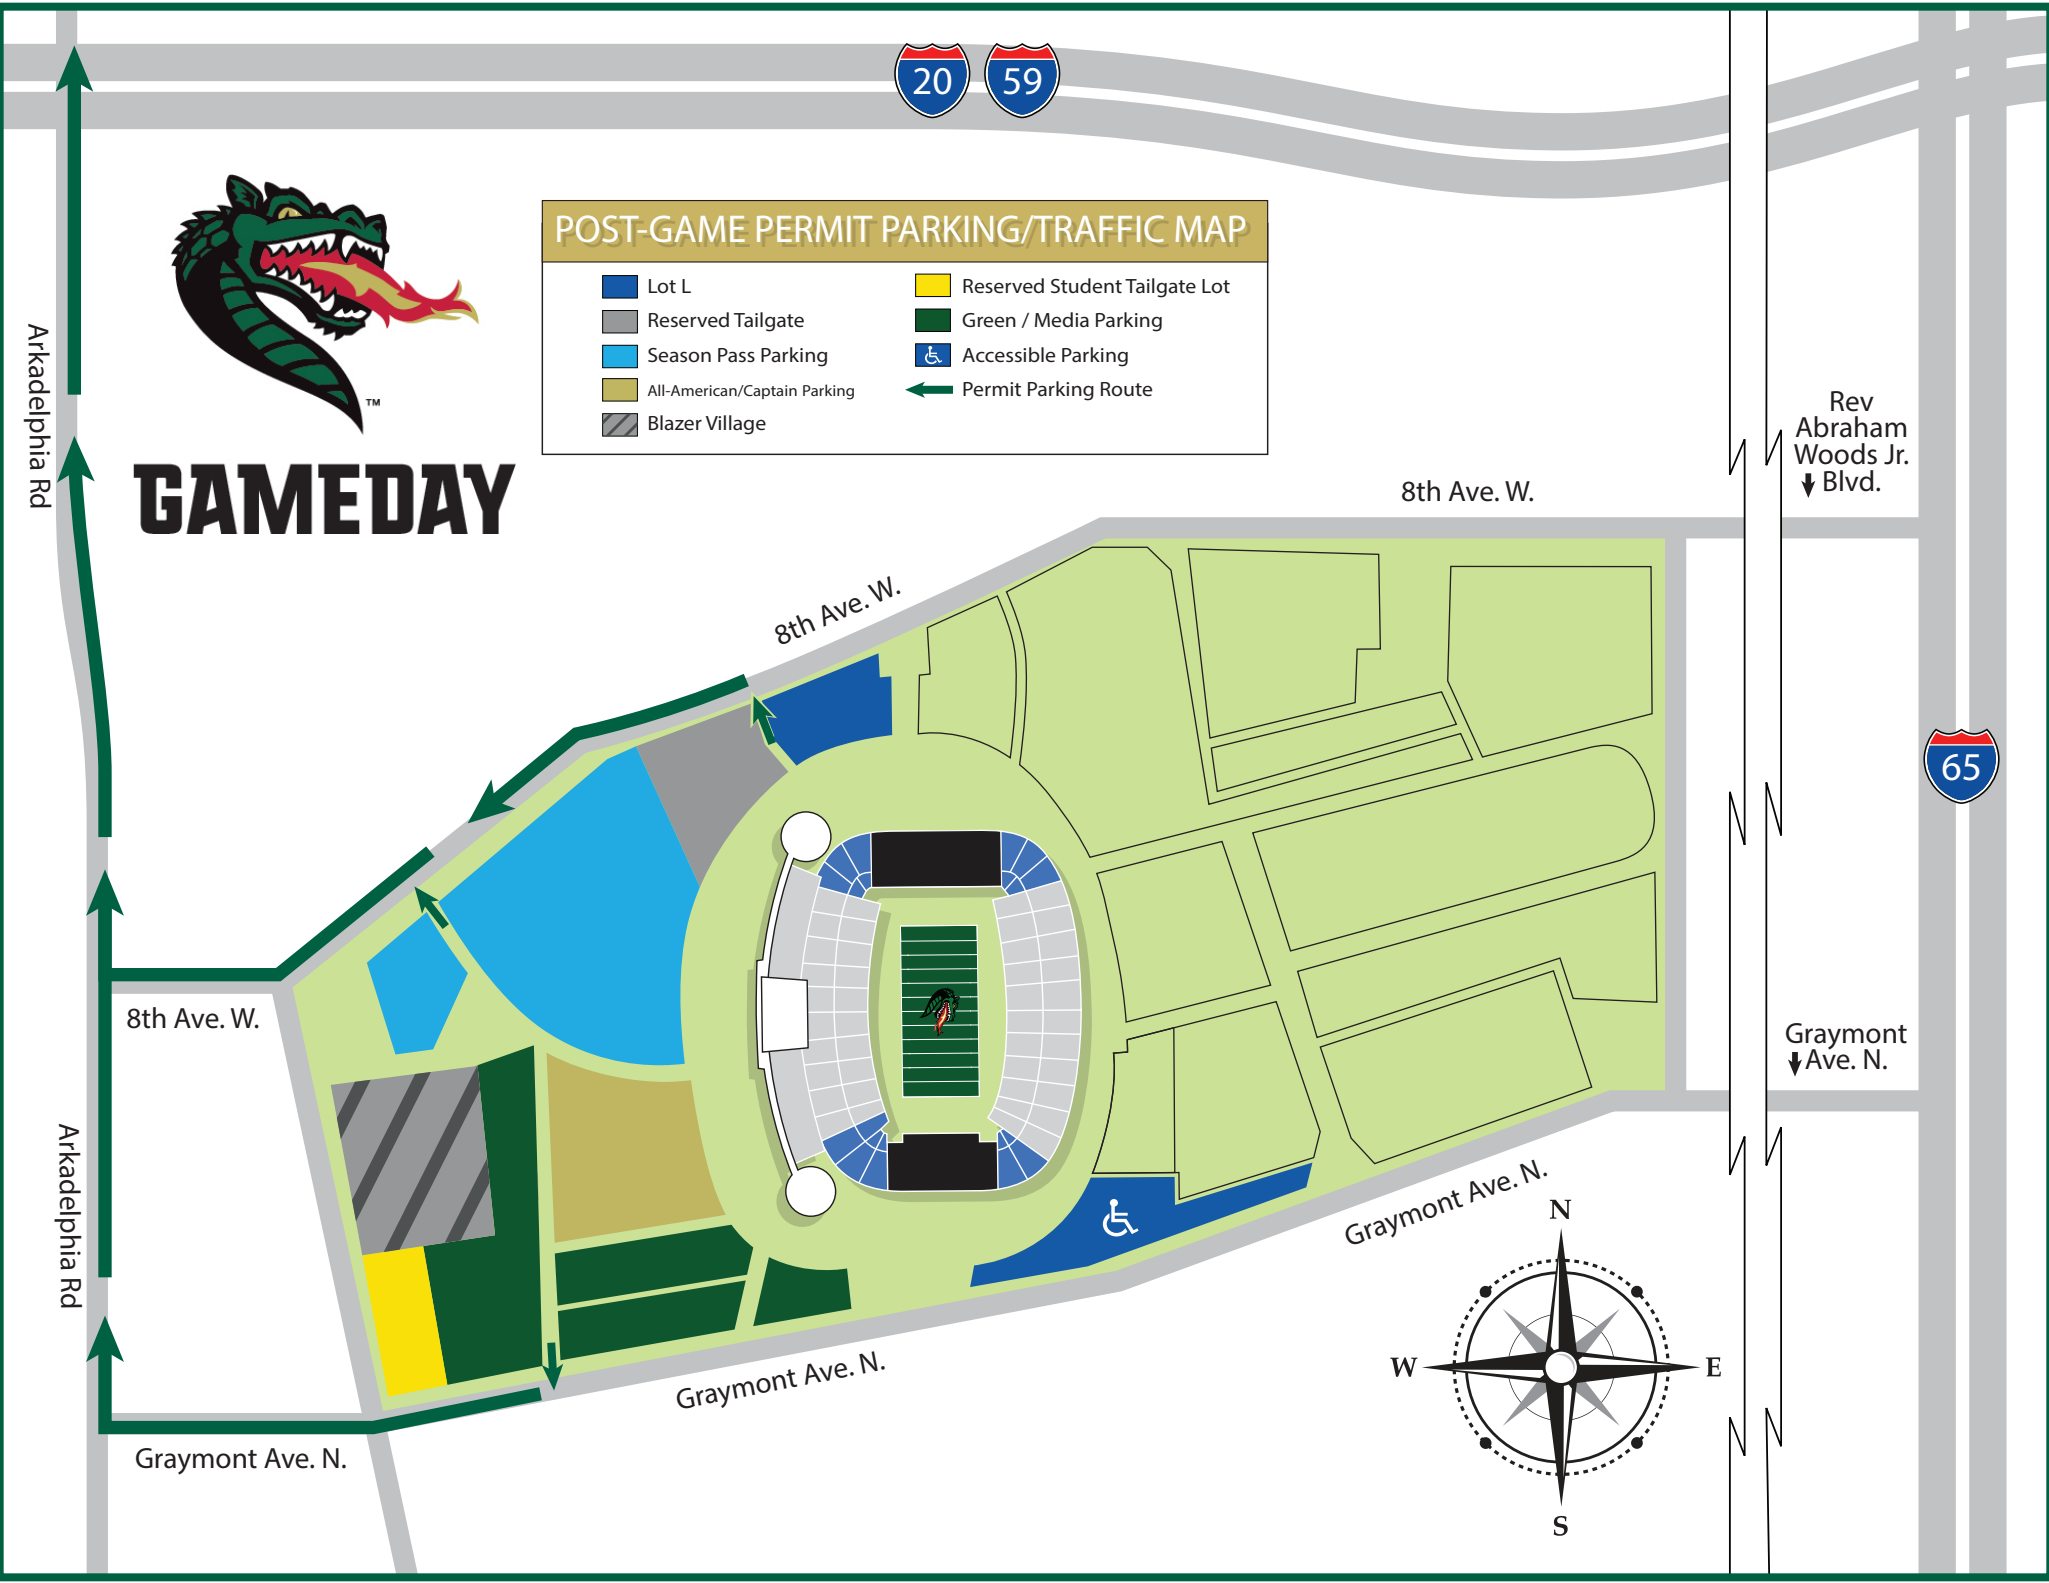 20
59
POST-GAME PERMIT PARKING/TRAFFIC MAP
Lot L
Reserved Tailgate
Season Pass Parking
All-American/Captain Parking
Blazer Village
Reserved Student Tailgate Lot
Green / Media Parking
Accessible Parking
Permit Parking Route
TM
GAMEDAY
Arkadelphia Rd
Rev
Abraham
Woods Jr.
Blvd.
8th Ave. W.
8th Ave. W.
65
8th Ave. W.
Graymont
Ave. N.
Arkadelphia Rd
Graymont Ave. N.
Graymont Ave. N.
Graymont Ave. N.
N
W
E
S